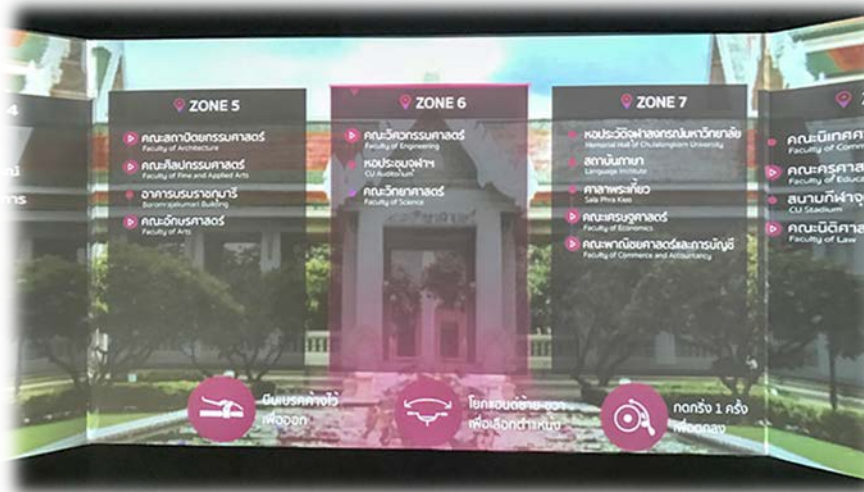 4
ZONE 5
คณะสถาปัตยกรรมศาสตร์
Faculty of Architecture
คณะศิลปกรรมศาสตร์
Faculty of Fine and Applied Arts
อาคารบรมราชกุมารี
Boromrajakumari Building
คณะอักษรศาสตร์
Faculty of Arts
ZONE 6
คณะวิศวกรรมศาสตร์
Faculty of Engineering
หอประชุมจุฬาฯ
CU Auditorium
คณะวิทยาศาสตร์
Faculty of Science
ZONE 7
หอประวัติจุฬาลงกรณ์มหาวิทยาลัย
Memorial Hall of Chulalongkorn University
สถาบันภาษา
Language Institute
ศาลาพระเกี้ยว
Sala Phra Kieo
คณะเศรษฐศาสตร์
Faculty of Economics
คณะพาณิชยศาสตร์และการบัญชี
Faculty of Commerce and Accountancy
คณะนิเทศศ
Faculty of Comm
คณะครุศาส
Faculty of Educa
สนามกีฬาจุ
CU Stadium
คณะนิติศาส
Faculty of Law
บีบเบรคค้างไว้
เพื่อออก
โยกแฮนด์ซ้าย-ขวา
เพื่อเลือกตำแหน่ง
กดกริ่ง 1 ครั้ง
เพื่อตกลง